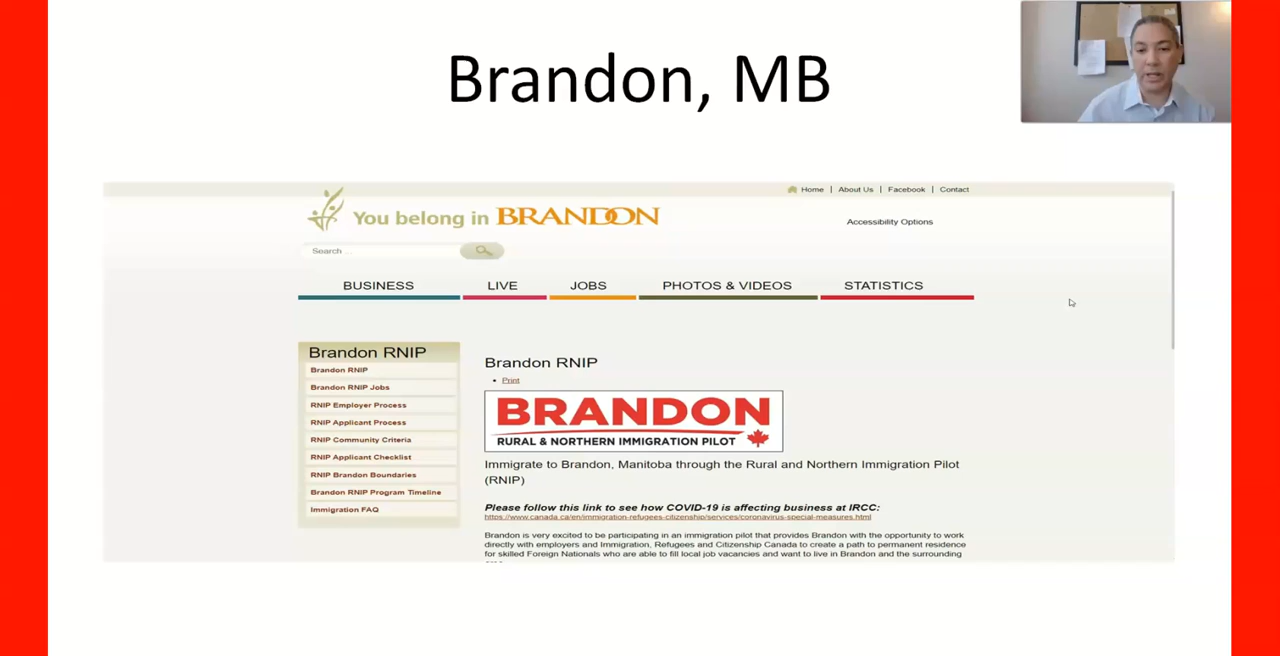 Brandon, MB
Home | About Us | Facebook | Contact
You belong in BRANDON
Accessibility Options
Search ...
BUSINESS LIVE JOBS PHOTOS & VIDEOS STATISTICS
Brandon RNIP
Brandon RNIP
Brandon RNIP Jobs
RNIP Employer Process
RNIP Applicant Process
RNIP Community Criteria
RNIP Applicant Checklist
RNIP Brandon Boundaries
Brandon RNIP Program Timeline
Immigration FAQ
Brandon RNIP
• Print
BRANDON
RURAL & NORTHERN IMMIGRATION PILOT
Immigrate to Brandon, Manitoba through the Rural and Northern Immigration Pilot
(RNIP)
Please follow this link to see how COVID-19 is affecting business at IRCC:
https://www.canada.ca/en/immigration-refugees-citizenship/services/coronavirus-special-measures.html
Brandon is very excited to be participating in an immigration pilot that provides Brandon with the opportunity to work
directly with employers and Immigration, Refugees and Citizenship Canada to create a path to permanent residence
for skilled Foreign Nationals who are able to fill local job vacancies and want to live in Brandon and the surrounding